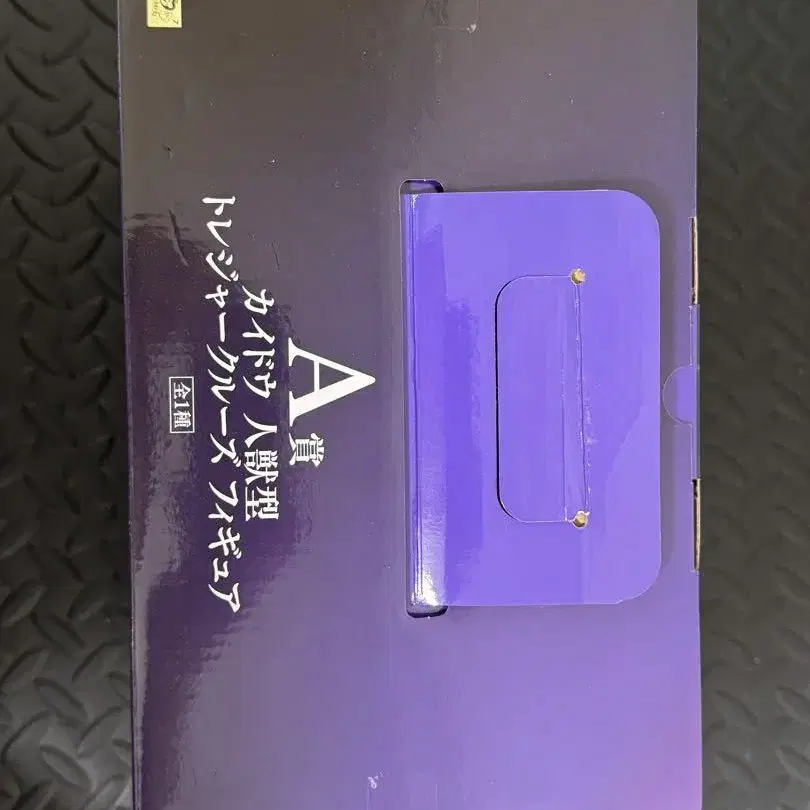 A賞
カイドウ 人獣型
トレジャークルーズ フィギュア
全1種